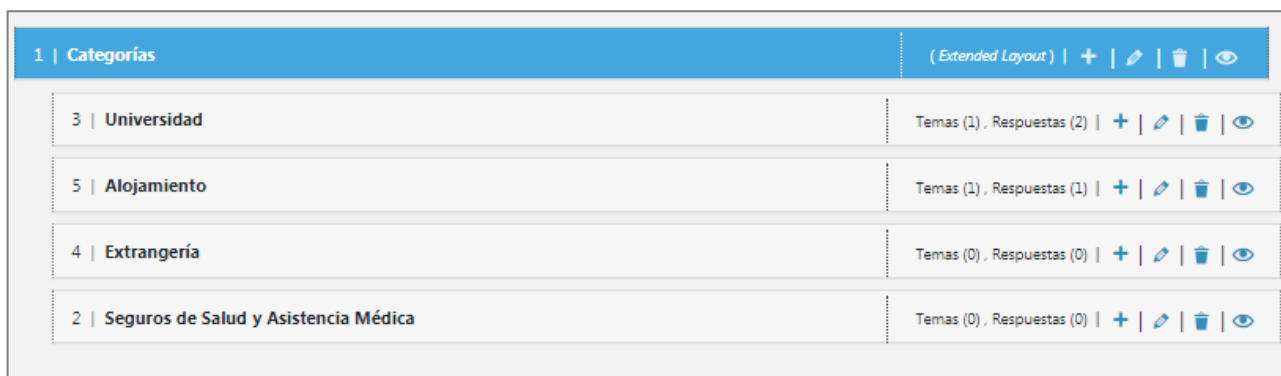 1 | Categorías ( Extended Layout ) | | | |
3 | Universidad Temas (1) , Respuestas (2) | | | |
5 | Alojamiento Temas (1) , Respuestas (1) | | | |
4 | Extrangería Temas (0) , Respuestas (0) | | | |
2 | Seguros de Salud y Asistencia Médica Temas (0) , Respuestas (0) | | | |